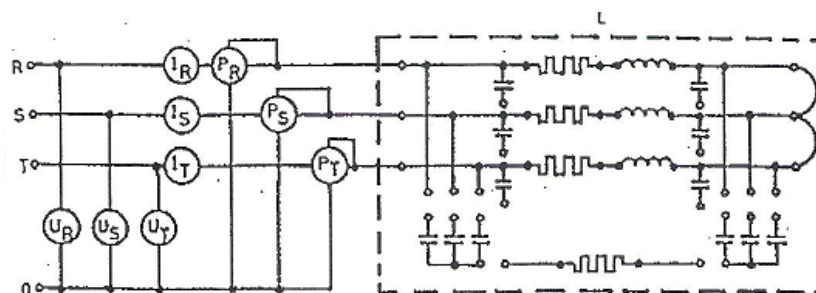 L
R I_R P_R
S I_S P_S
T I_T P_T
U_R U_S U_T
0